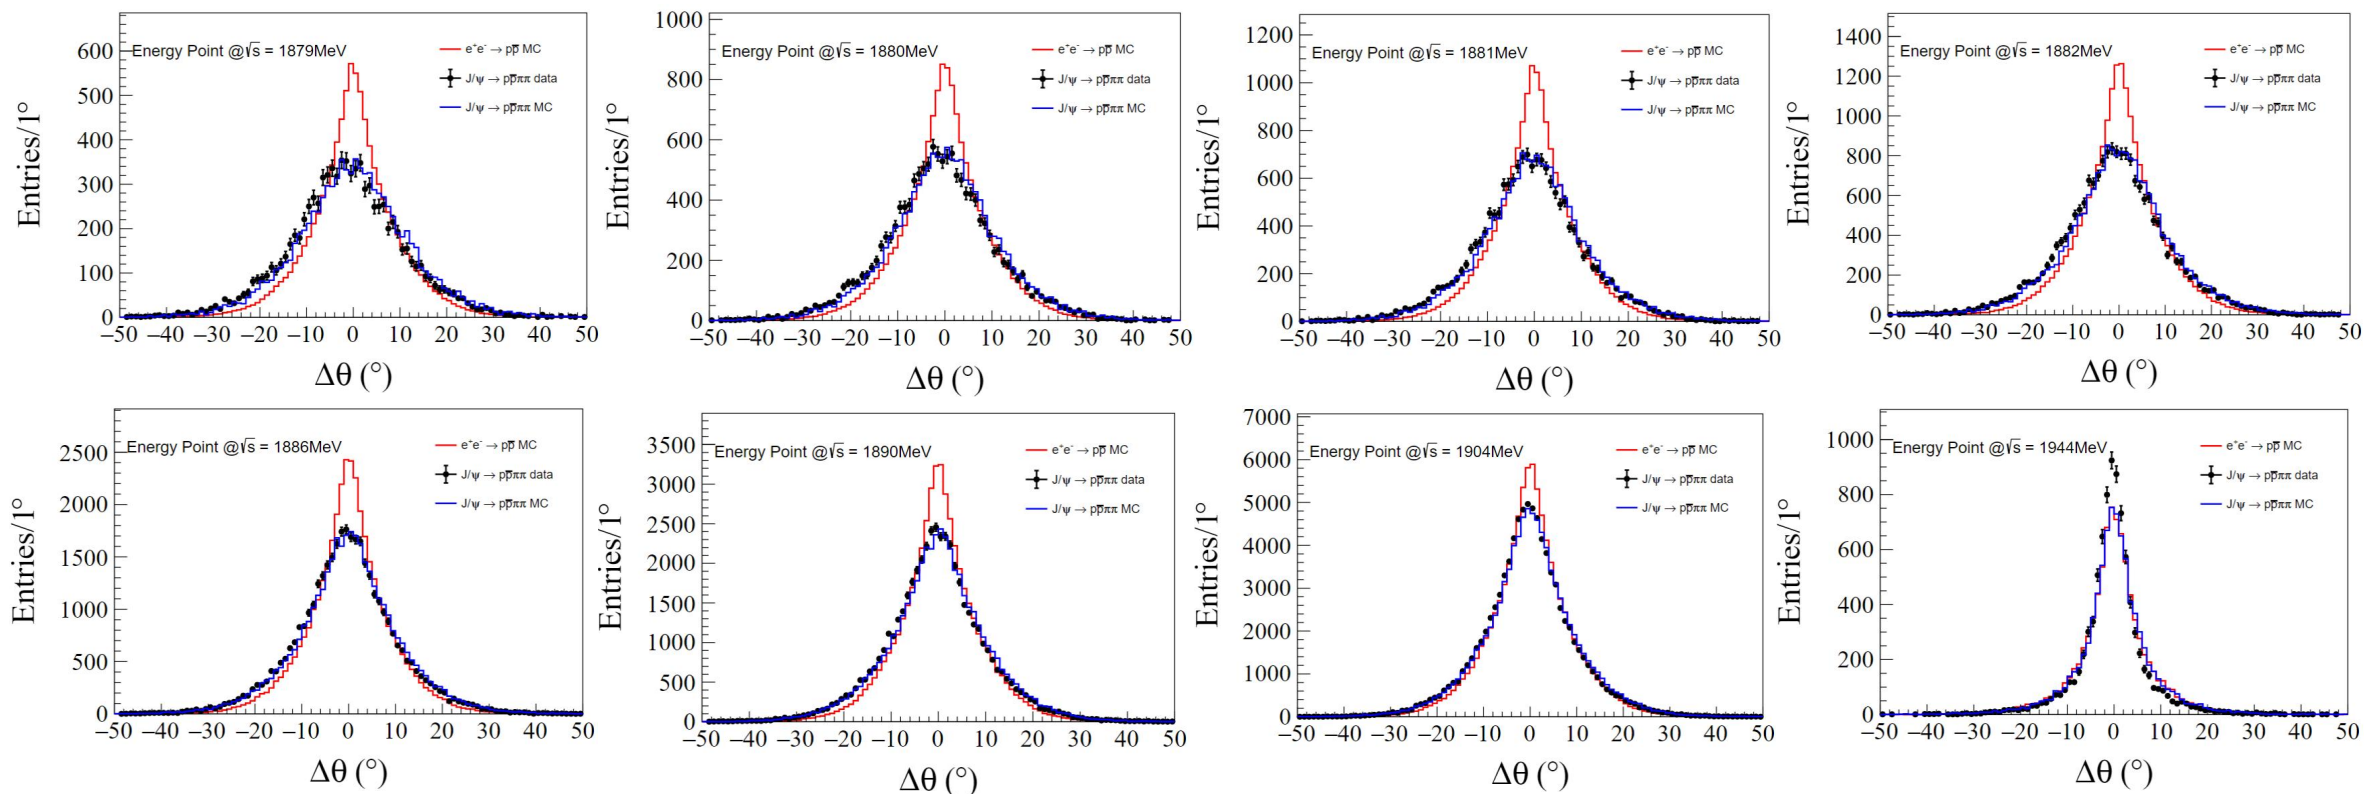 Energy Point @√s = 1879MeV
e⁺e⁻ → pp̅ MC
J/ψ → pp̅ππ data
J/ψ → pp̅ππ MC
Entries/1°
600
500
400
300
200
100
0
−50 −40 −30 −20 −10 0 10 20 30 40 50
Δθ (°)
Energy Point @√s = 1880MeV
e⁺e⁻ → pp̅ MC
J/ψ → pp̅ππ data
J/ψ → pp̅ππ MC
Entries/1°
1000
800
600
400
200
0
−50 −40 −30 −20 −10 0 10 20 30 40 50
Δθ (°)
Energy Point @√s = 1881MeV
e⁺e⁻ → pp̅ MC
J/ψ → pp̅ππ data
J/ψ → pp̅ππ MC
Entries/1°
1200
1000
800
600
400
200
0
−50 −40 −30 −20 −10 0 10 20 30 40 50
Δθ (°)
Energy Point @√s = 1882MeV
e⁺e⁻ → pp̅ MC
J/ψ → pp̅ππ data
J/ψ → pp̅ππ MC
Entries/1°
1400
1200
1000
800
600
400
200
0
−50 −40 −30 −20 −10 0 10 20 30 40 50
Δθ (°)
Energy Point @√s = 1886MeV
e⁺e⁻ → pp̅ MC
J/ψ → pp̅ππ data
J/ψ → pp̅ππ MC
Entries/1°
2500
2000
1500
1000
500
0
−50 −40 −30 −20 −10 0 10 20 30 40 50
Δθ (°)
Energy Point @√s = 1890MeV
e⁺e⁻ → pp̅ MC
J/ψ → pp̅ππ data
J/ψ → pp̅ππ MC
Entries/1°
3500
3000
2500
2000
1500
1000
500
0
−50 −40 −30 −20 −10 0 10 20 30 40 50
Δθ (°)
Energy Point @√s = 1904MeV
e⁺e⁻ → pp̅ MC
J/ψ → pp̅ππ data
J/ψ → pp̅ππ MC
Entries/1°
7000
6000
5000
4000
3000
2000
1000
0
−50 −40 −30 −20 −10 0 10 20 30 40 50
Δθ (°)
Energy Point @√s = 1944MeV
e⁺e⁻ → pp̅ MC
J/ψ → pp̅ππ data
J/ψ → pp̅ππ MC
Entries/1°
1000
800
600
400
200
0
−50 −40 −30 −20 −10 0 10 20 30 40 50
Δθ (°)